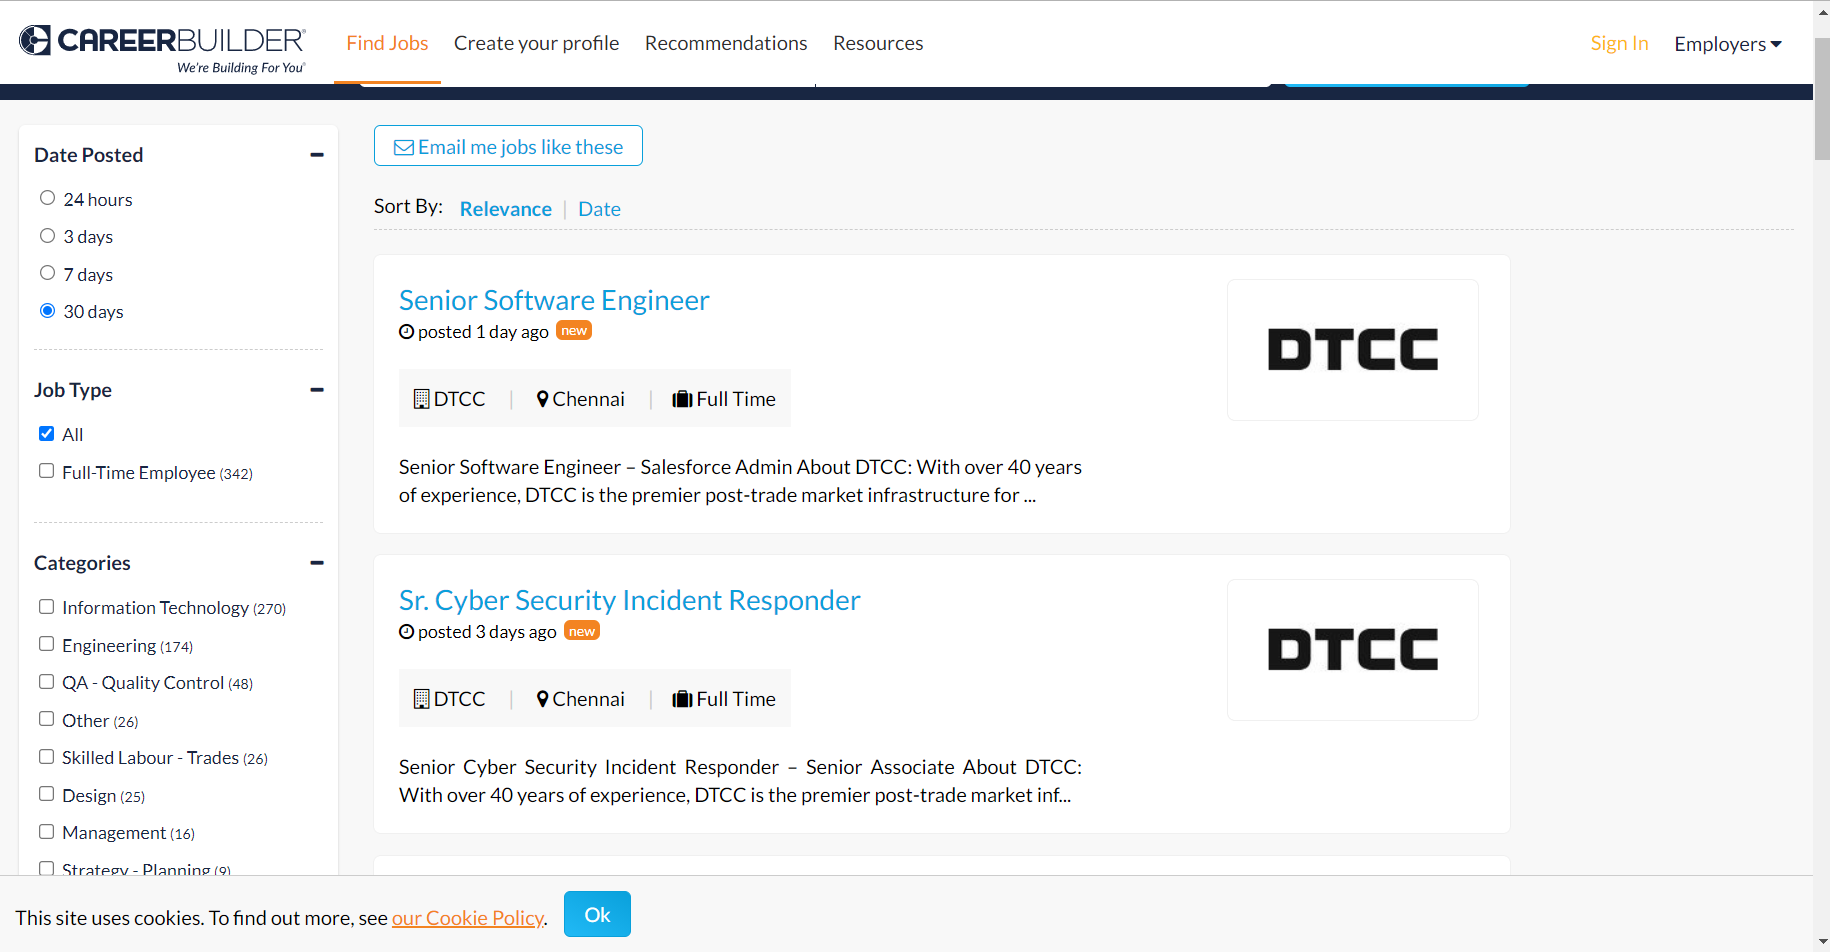 CAREERBUILDER
We're Building For You
Find Jobs
Create your profile
Recommendations
Resources
Sign In
Employers
Date Posted
24 hours
3 days
7 days
30 days
Job Type
All
Full-Time Employee (342)
Categories
Information Technology (270)
Engineering (174)
QA - Quality Control (48)
Other (26)
Skilled Labour - Trades (26)
Design (25)
Management (16)
Strategy - Planning (9)
Email me jobs like these
Sort By: Relevance | Date
Senior Software Engineer
posted 1 day ago new
DTCC | Chennai | Full Time
Senior Software Engineer – Salesforce Admin About DTCC: With over 40 years
of experience, DTCC is the premier post-trade market infrastructure for ...
DTCC
Sr. Cyber Security Incident Responder
posted 3 days ago new
DTCC | Chennai | Full Time
Senior Cyber Security Incident Responder – Senior Associate About DTCC:
With over 40 years of experience, DTCC is the premier post-trade market inf...
DTCC
This site uses cookies. To find out more, see our Cookie Policy.
Ok